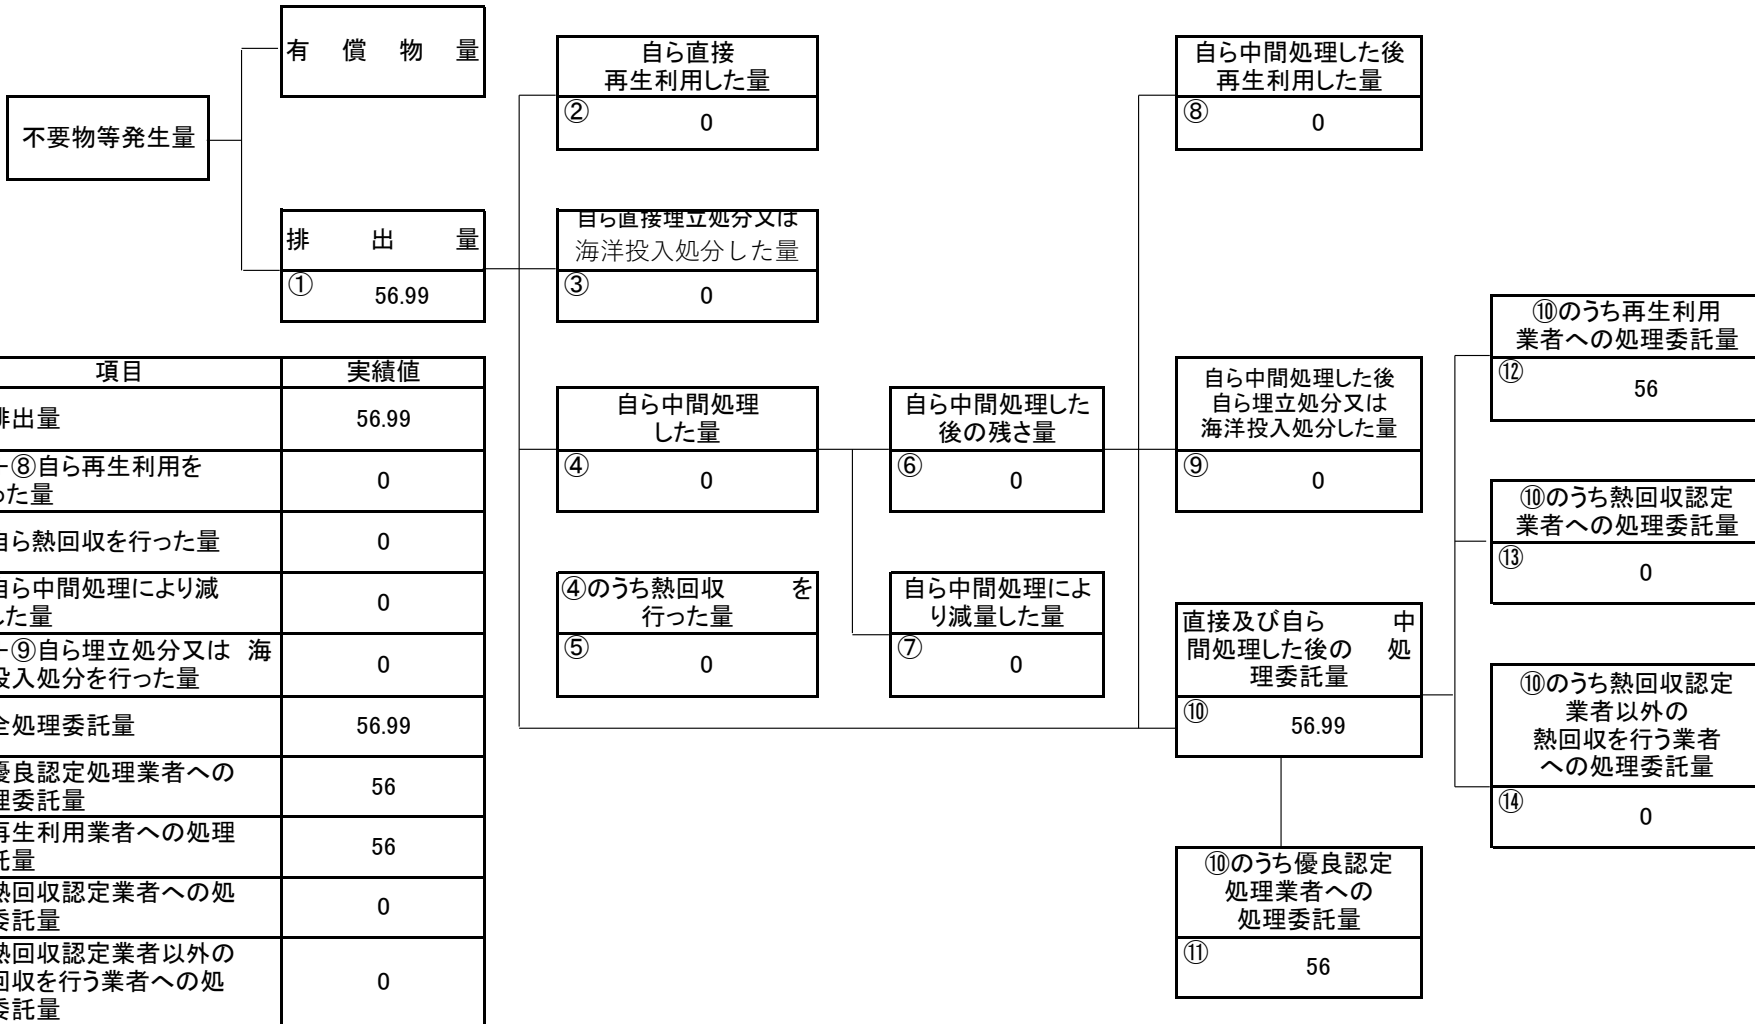 有 償 物 量
不要物等発生量
排 出 量
① 56.99
自ら直接
再生利用した量
② 0
自ら直接埋立処分又は
海洋投入処分した量
③ 0
自ら中間処理
した量
④ 0
④のうち熱回収 を
行った量
⑤ 0
自ら中間処理した
後の残さ量
⑥ 0
自ら中間処理によ
り減量した量
⑦ 0
自ら中間処理した後
再生利用した量
⑧ 0
自ら中間処理した後
自ら埋立処分又は
海洋投入処分した量
⑨ 0
直接及び自ら 中
間処理した後の 処
理委託量
⑩ 56.99
⑩のうち優良認定
処理業者への
処理委託量
⑪ 56
⑩のうち再生利用
業者への処理委託量
⑫ 56
⑩のうち熱回収認定
業者への処理委託量
⑬ 0
⑩のうち熱回収認定
業者以外の
熱回収を行う業者
への処理委託量
⑭ 0
項目 実績値
排出量 56.99
+⑧自ら再生利用を
った量 0
自ら熱回収を行った量 0
自ら中間処理により減
した量 0
+⑨自ら埋立処分又は 海
投入処分を行った量 0
全処理委託量 56.99
優良認定処理業者への
理委託量 56
再生利用業者への処理
託量 56
熱回収認定業者への処
委託量 0
熱回収認定業者以外の
回収を行う業者への処
委託量 0